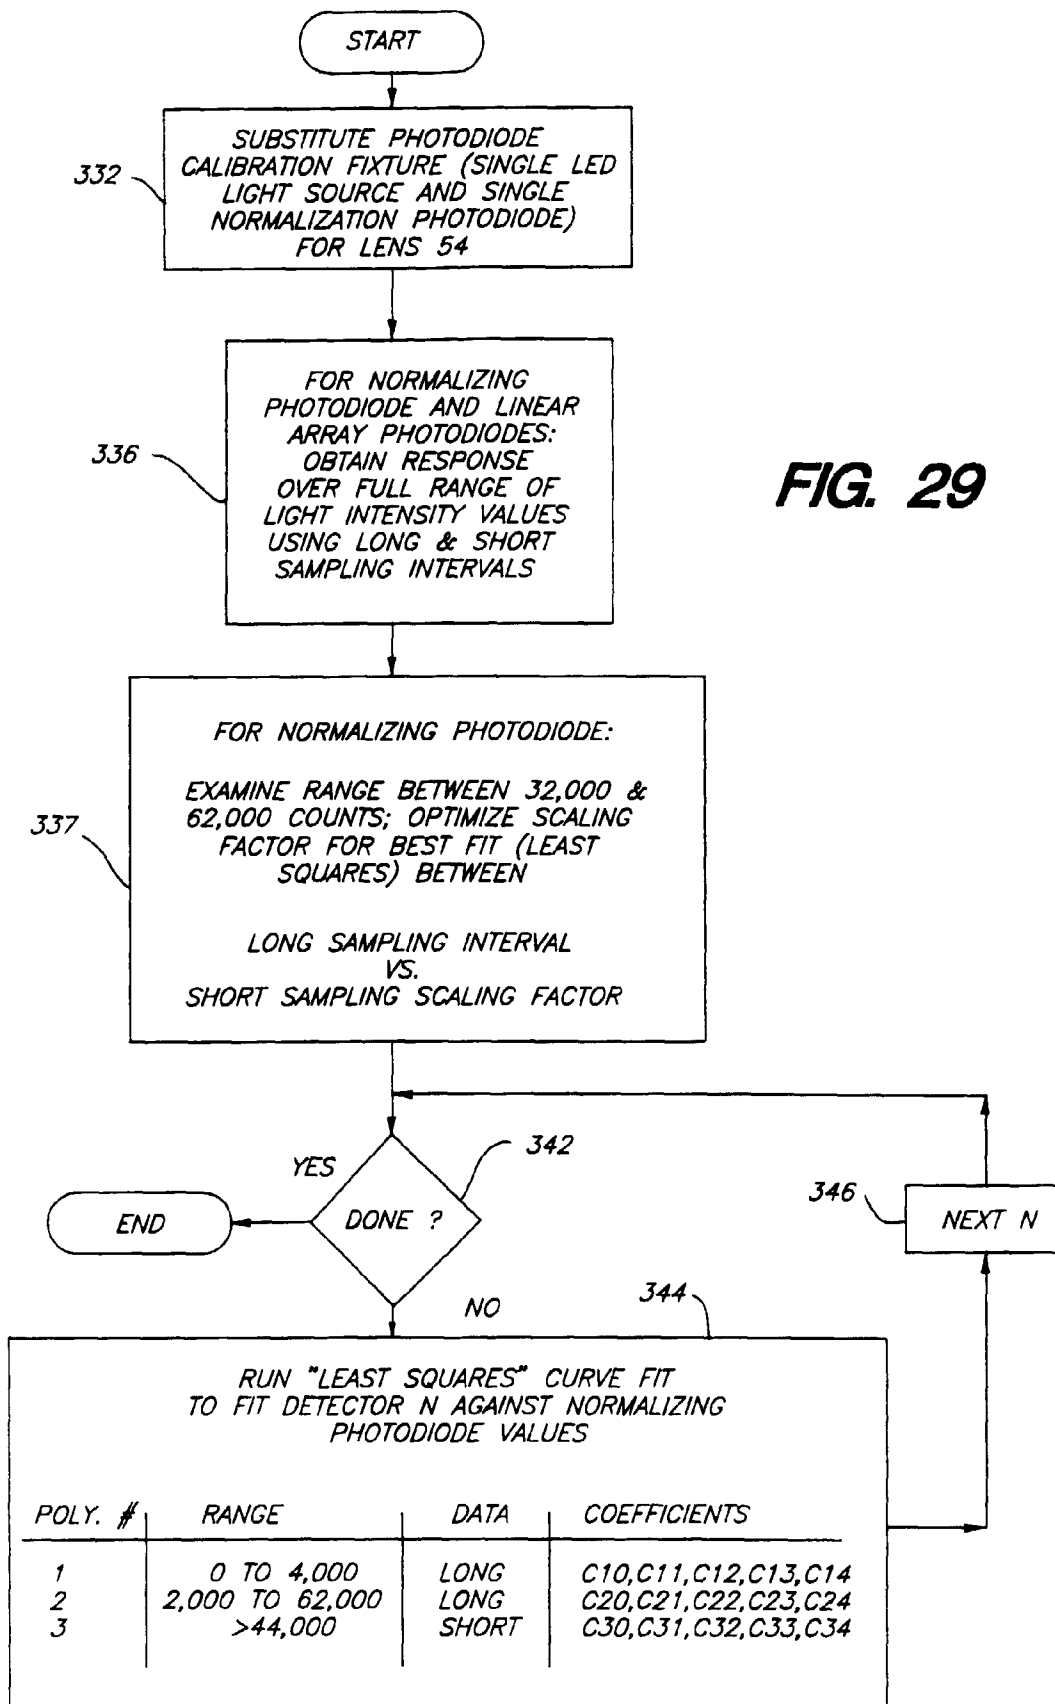 START
332
SUBSTITUTE PHOTODIODE
CALIBRATION FIXTURE (SINGLE LED
LIGHT SOURCE AND SINGLE
NORMALIZATION PHOTODIODE)
FOR LENS 54
336
FOR NORMALIZING
PHOTODIODE AND LINEAR
ARRAY PHOTODIODES:
OBTAIN RESPONSE
OVER FULL RANGE OF
LIGHT INTENSITY VALUES
USING LONG & SHORT
SAMPLING INTERVALS
FIG. 29
337
FOR NORMALIZING PHOTODIODE:
EXAMINE RANGE BETWEEN 32,000 &
62,000 COUNTS; OPTIMIZE SCALING
FACTOR FOR BEST FIT (LEAST
SQUARES) BETWEEN
LONG SAMPLING INTERVAL
VS.
SHORT SAMPLING SCALING FACTOR
342
YES
DONE ?
END
346
NEXT N
NO
344
RUN "LEAST SQUARES" CURVE FIT
TO FIT DETECTOR N AGAINST NORMALIZING
PHOTODIODE VALUES
POLY. # RANGE DATA COEFFICIENTS
1 0 TO 4,000 LONG C10,C11,C12,C13,C14
2 2,000 TO 62,000 LONG C20,C21,C22,C23,C24
3 >44,000 SHORT C30,C31,C32,C33,C34